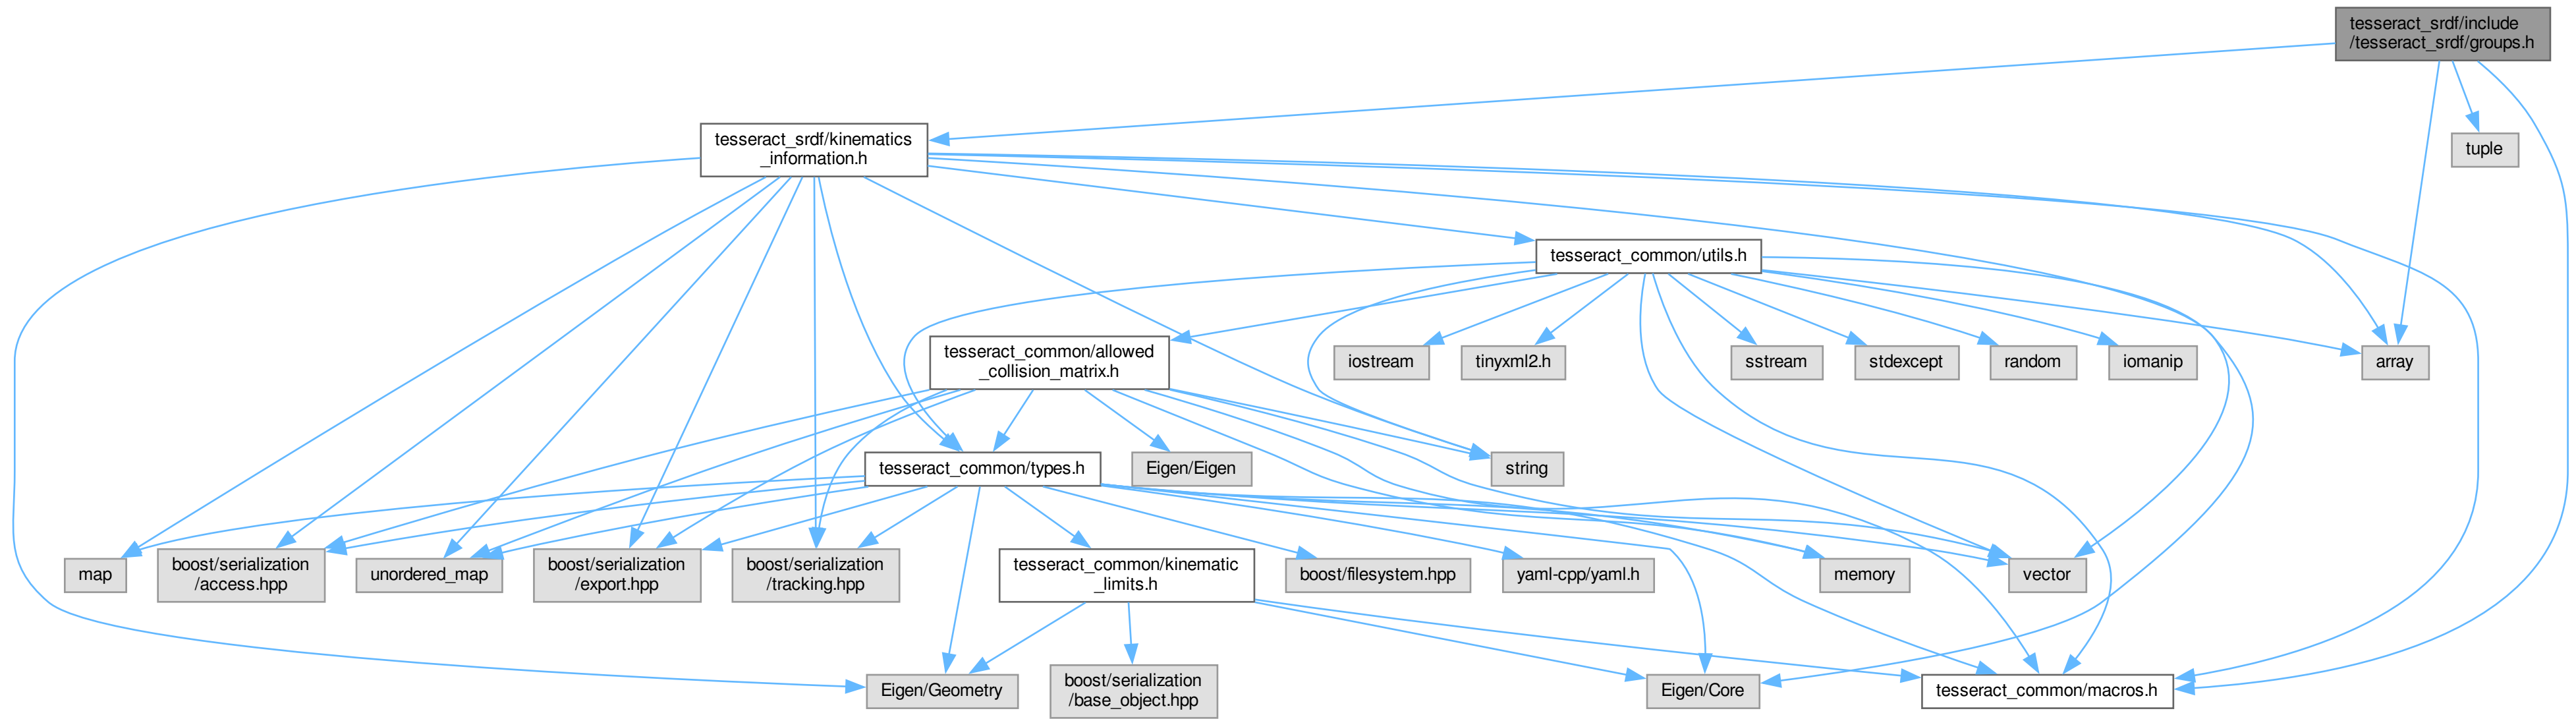 tesseract_srdf/include
/tesseract_srdf/groups.h
tesseract_srdf/kinematics
_information.h
tuple
tesseract_common/utils.h
tesseract_common/allowed
_collision_matrix.h
iostream
tinyxml2.h
sstream
stdexcept
random
iomanip
array
tesseract_common/types.h
Eigen/Eigen
string
map
boost/serialization
/access.hpp
unordered_map
boost/serialization
/export.hpp
boost/serialization
/tracking.hpp
tesseract_common/kinematic
_limits.h
boost/filesystem.hpp
yaml-cpp/yaml.h
memory
vector
Eigen/Geometry
boost/serialization
/base_object.hpp
Eigen/Core
tesseract_common/macros.h